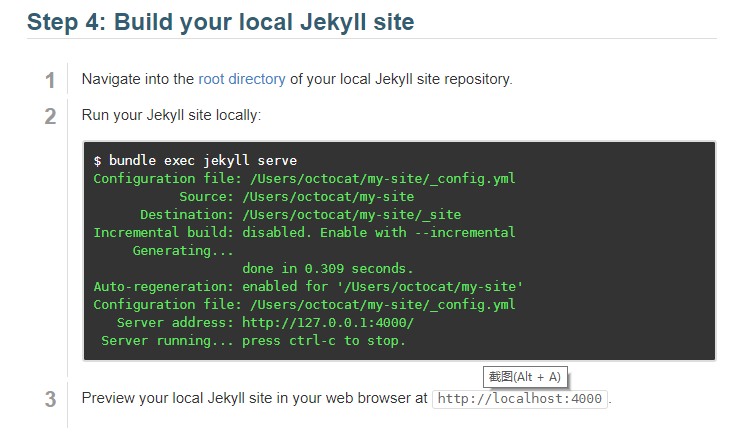 Step 4: Build your local Jekyll site
1 Navigate into the root directory of your local Jekyll site repository.
2 Run your Jekyll site locally:
$ bundle exec jekyll serve
Configuration file: /Users/octocat/my-site/_config.yml
Source: /Users/octocat/my-site
Destination: /Users/octocat/my-site/_site
Incremental build: disabled. Enable with --incremental
Generating...
done in 0.309 seconds.
Auto-regeneration: enabled for '/Users/octocat/my-site'
Configuration file: /Users/octocat/my-site/_config.yml
Server address: http://127.0.0.1:4000/
Server running... press ctrl-c to stop.
截图(Alt + A)
3 Preview your local Jekyll site in your web browser at http://localhost:4000.